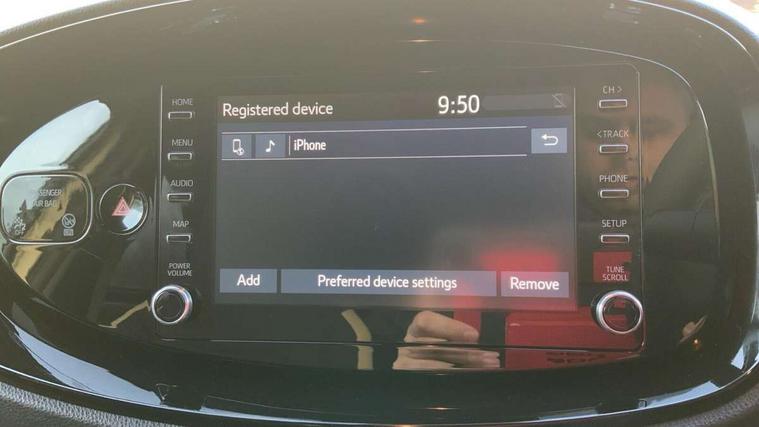 HOME
MENU
AUDIO
MAP
POWER
VOLUME
Registered device
9:50
iPhone
Add
Preferred device settings
Remove
CH >
< TRACK
PHONE
SETUP
TUNE
SCROLL
PASSENGER
AIR BAG
OFF